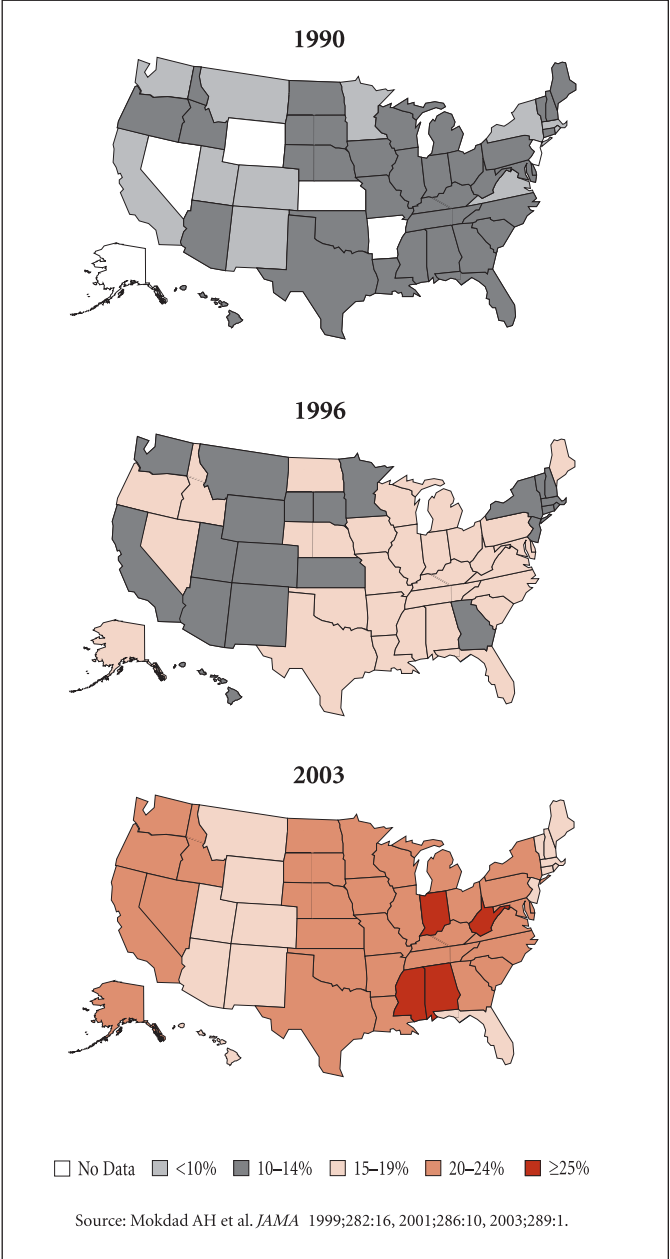 1990
1996
2003
No Data <10% 10–14% 15–19% 20–24% ≥25%
Source: Mokdad AH et al. JAMA 1999;282:16, 2001;286:10, 2003;289:1.